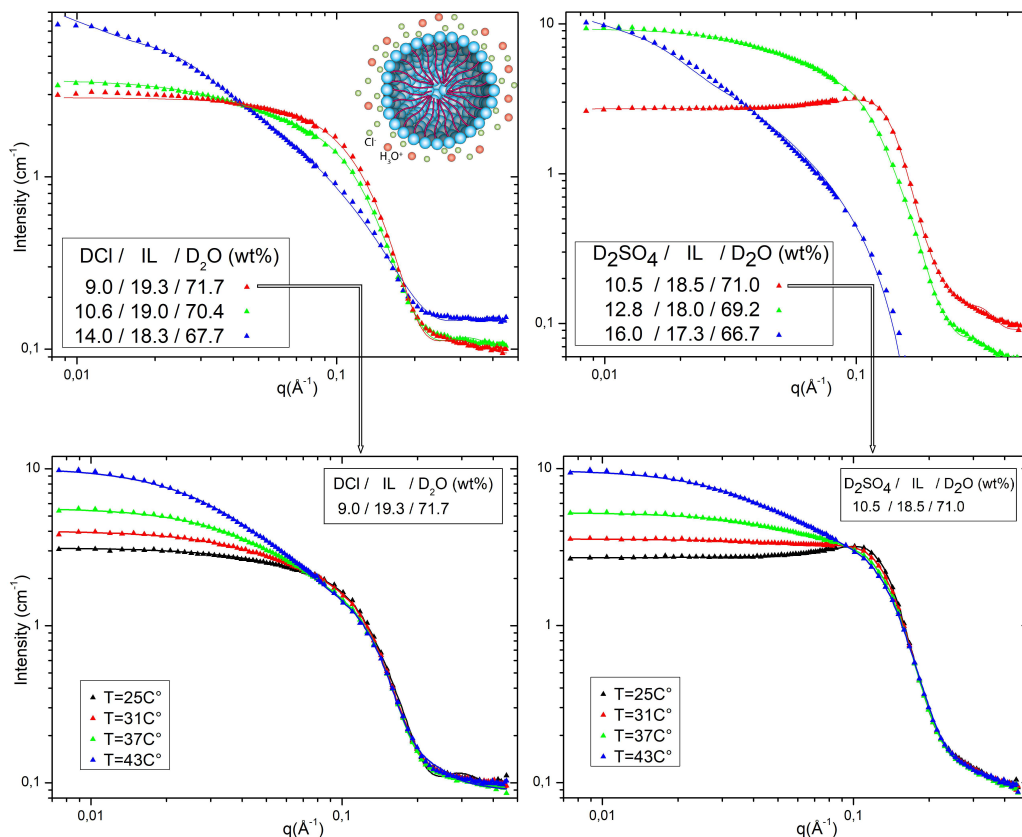 Intensity (cm⁻¹)
1
0,1
0,01
0,1
q(Å⁻¹)
Cl⁻
H₃O⁺
DCl / IL / D₂O (wt%)
9.0 / 19.3 / 71.7
10.6 / 19.0 / 70.4
14.0 / 18.3 / 67.7
10
1
0,1
0,01
0,1
q(Å⁻¹)
D₂SO₄ / IL / D₂O (wt%)
10.5 / 18.5 / 71.0
12.8 / 18.0 / 69.2
16.0 / 17.3 / 66.7
Intensity (cm⁻¹)
10
1
0,1
0,01
0,1
q(Å⁻¹)
DCl / IL / D₂O (wt%)
9.0 / 19.3 / 71.7
T=25C°
T=31C°
T=37C°
T=43C°
Intensity (cm⁻¹)
10
1
0,1
0,01
0,1
q(Å⁻¹)
D₂SO₄ / IL / D₂O (wt%)
10.5 / 18.5 / 71.0
T=25C°
T=31C°
T=37C°
T=43C°